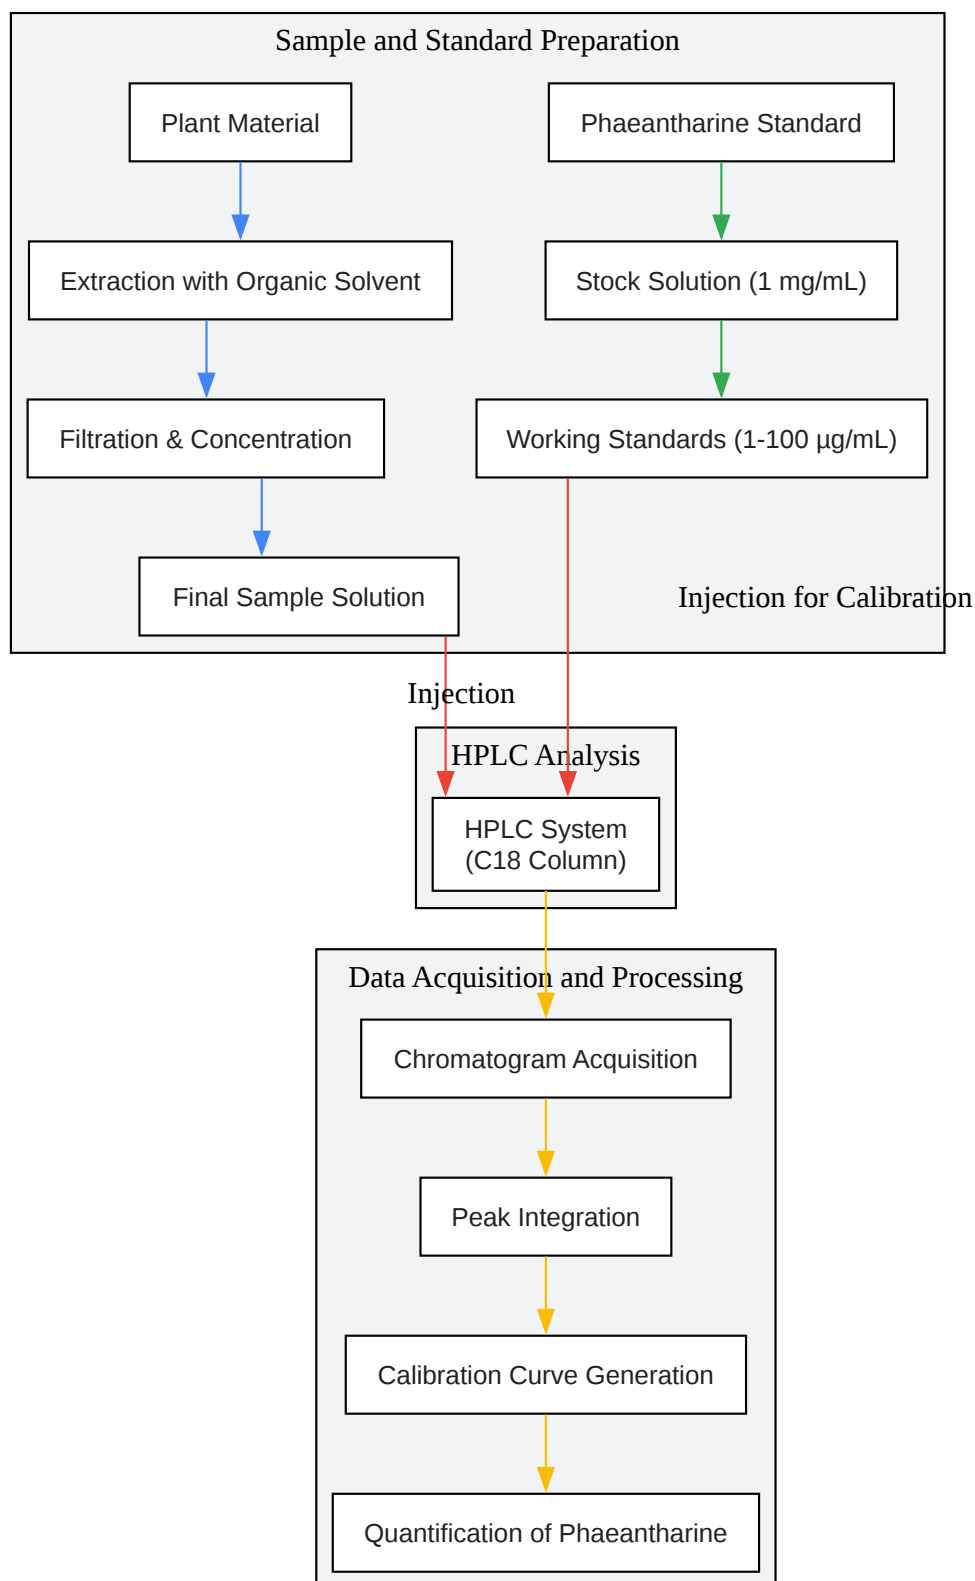 Sample and Standard Preparation
Plant Material
Phaeantharine Standard
Extraction with Organic Solvent
Stock Solution (1 mg/mL)
Filtration & Concentration
Working Standards (1-100 µg/mL)
Final Sample Solution
Injection for Calibration
Injection
HPLC Analysis
HPLC System
(C18 Column)
Data Acquisition and Processing
Chromatogram Acquisition
Peak Integration
Calibration Curve Generation
Quantification of Phaeantharine